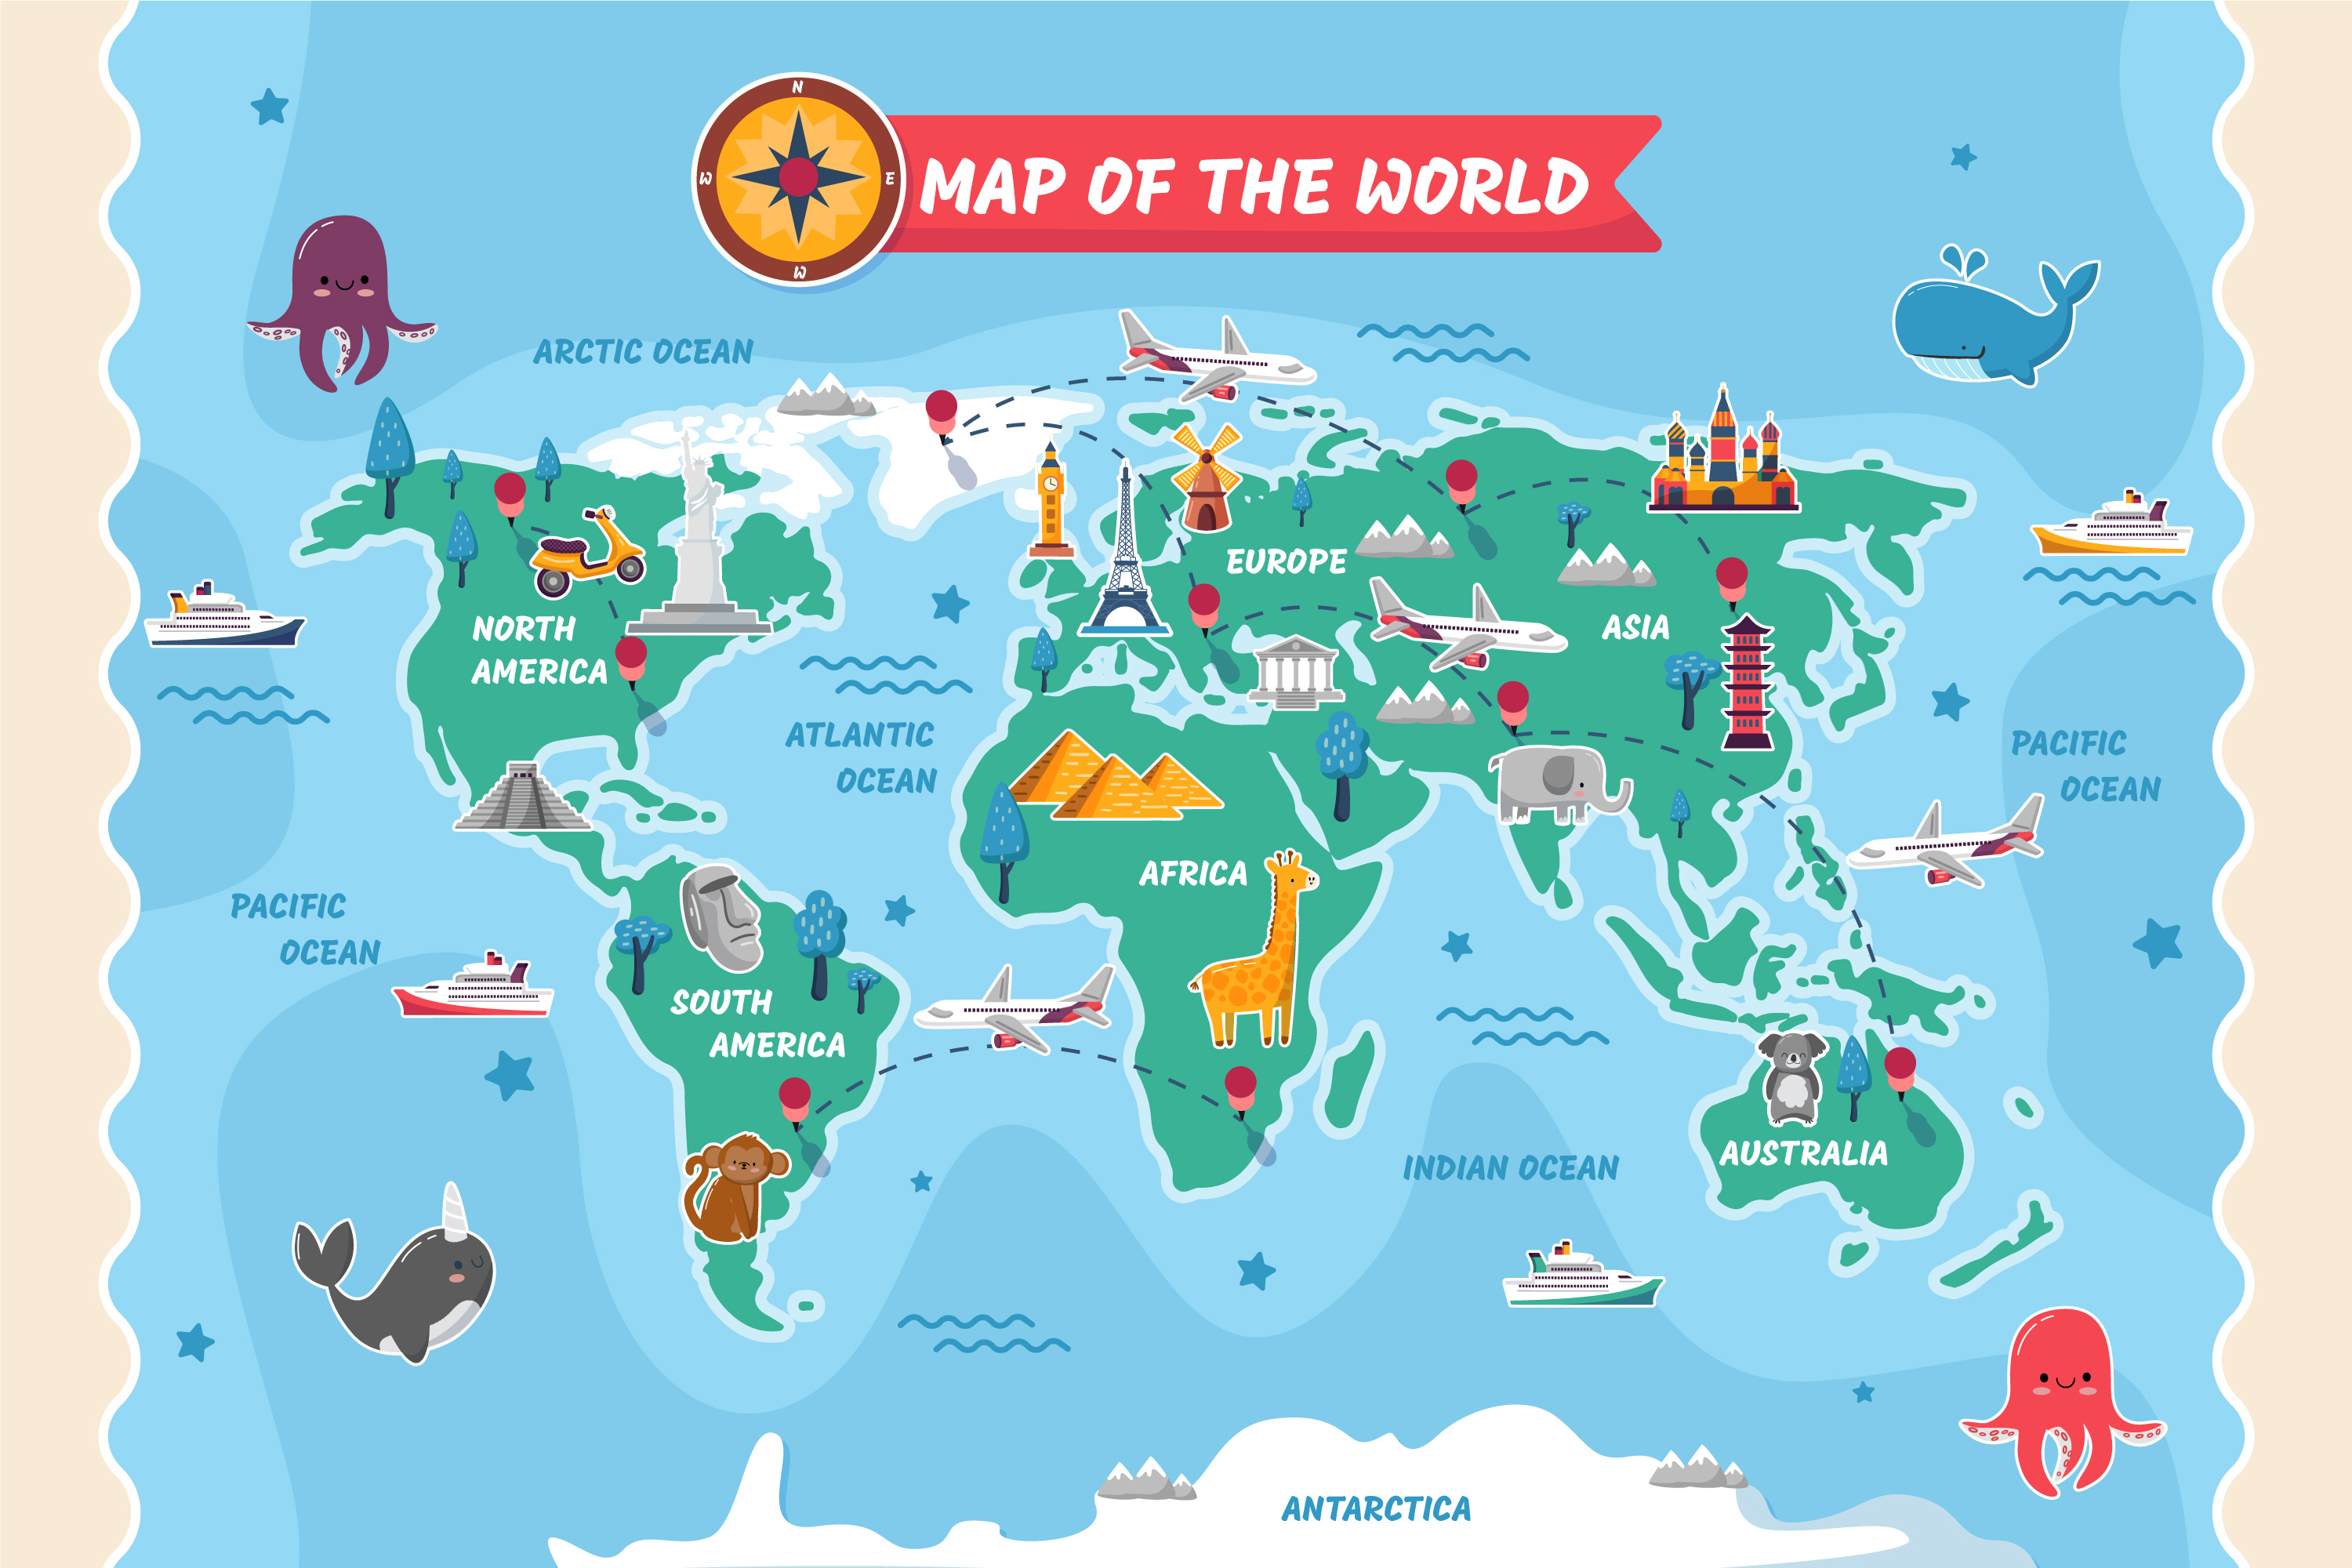 N
MAP OF THE WORLD
W
E
W
ARCTIC OCEAN
EUROPE
ASIA
NORTH
AMERICA
ATLANTIC
OCEAN
PACIFIC
OCEAN
AFRICA
PACIFIC
OCEAN
SOUTH
AMERICA
AUSTRALIA
INDIAN OCEAN
ANTARCTICA